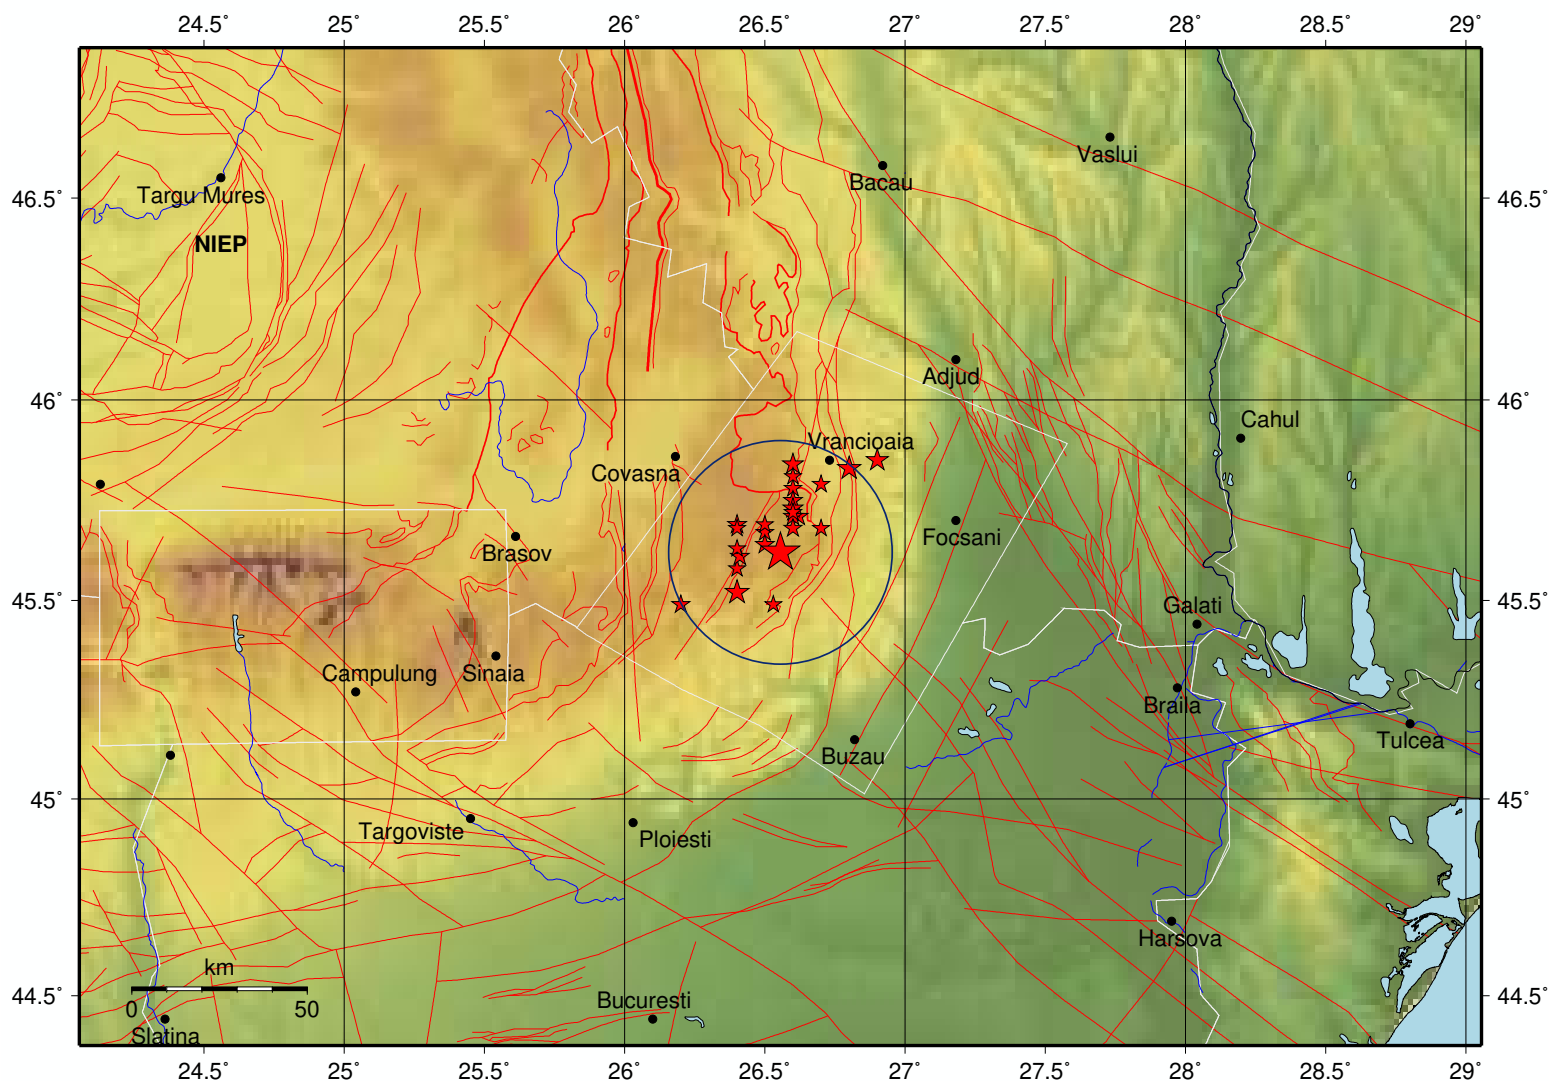 24.5° 25° 25.5° 26° 26.5° 27° 27.5° 28° 28.5° 29°
Vaslui
Bacau
46.5° Targu Mures 46.5°
NIEP
Adjud
46° 46°
Cahul
Vrancioaia
Covasna
Focsani
Brasov
45.5° Galati 45.5°
Campulung Sinaia
Braila
Tulcea
Buzau
45° 45°
Targoviste Ploiesti
Harsova
km
44.5° Bucuresti 44.5°
0 50
Slatina
24.5° 25° 25.5° 26° 26.5° 27° 27.5° 28° 28.5° 29°